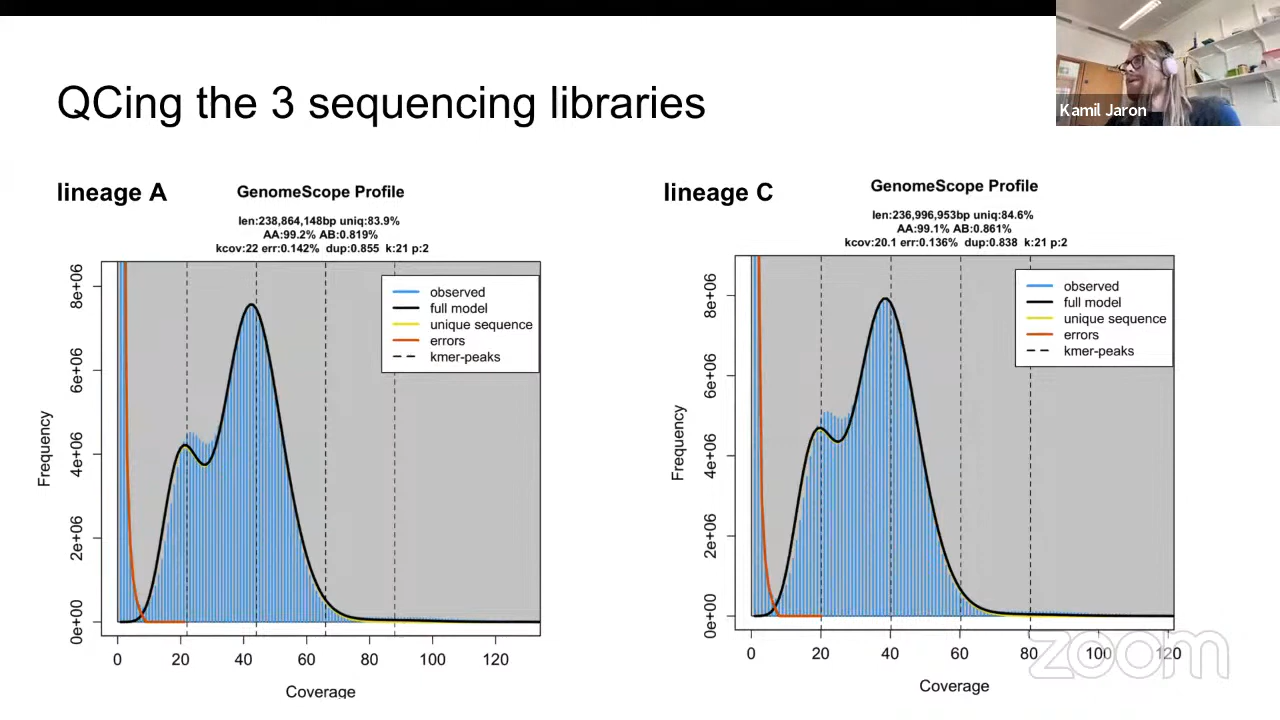 Kamil Jaron
QCing the 3 sequencing libraries
lineage A
GenomeScope Profile
len:238,864,148bp uniq:83.9%
AA:99.2% AB:0.819%
kcov:22 err:0.142% dup:0.855 k:21 p:2
observed
full model
unique sequence
errors
kmer-peaks
Frequency
0e+00 2e+06 4e+06 6e+06 8e+06
0 20 40 60 80 100 120
Coverage
lineage C
GenomeScope Profile
len:236,996,953bp uniq:84.6%
AA:99.1% AB:0.861%
kcov:20.1 err:0.136% dup:0.838 k:21 p:2
observed
full model
unique sequence
errors
kmer-peaks
Frequency
0e+00 2e+06 4e+06 6e+06 8e+06
0 20 40 60 80 100 120
Coverage
zoom